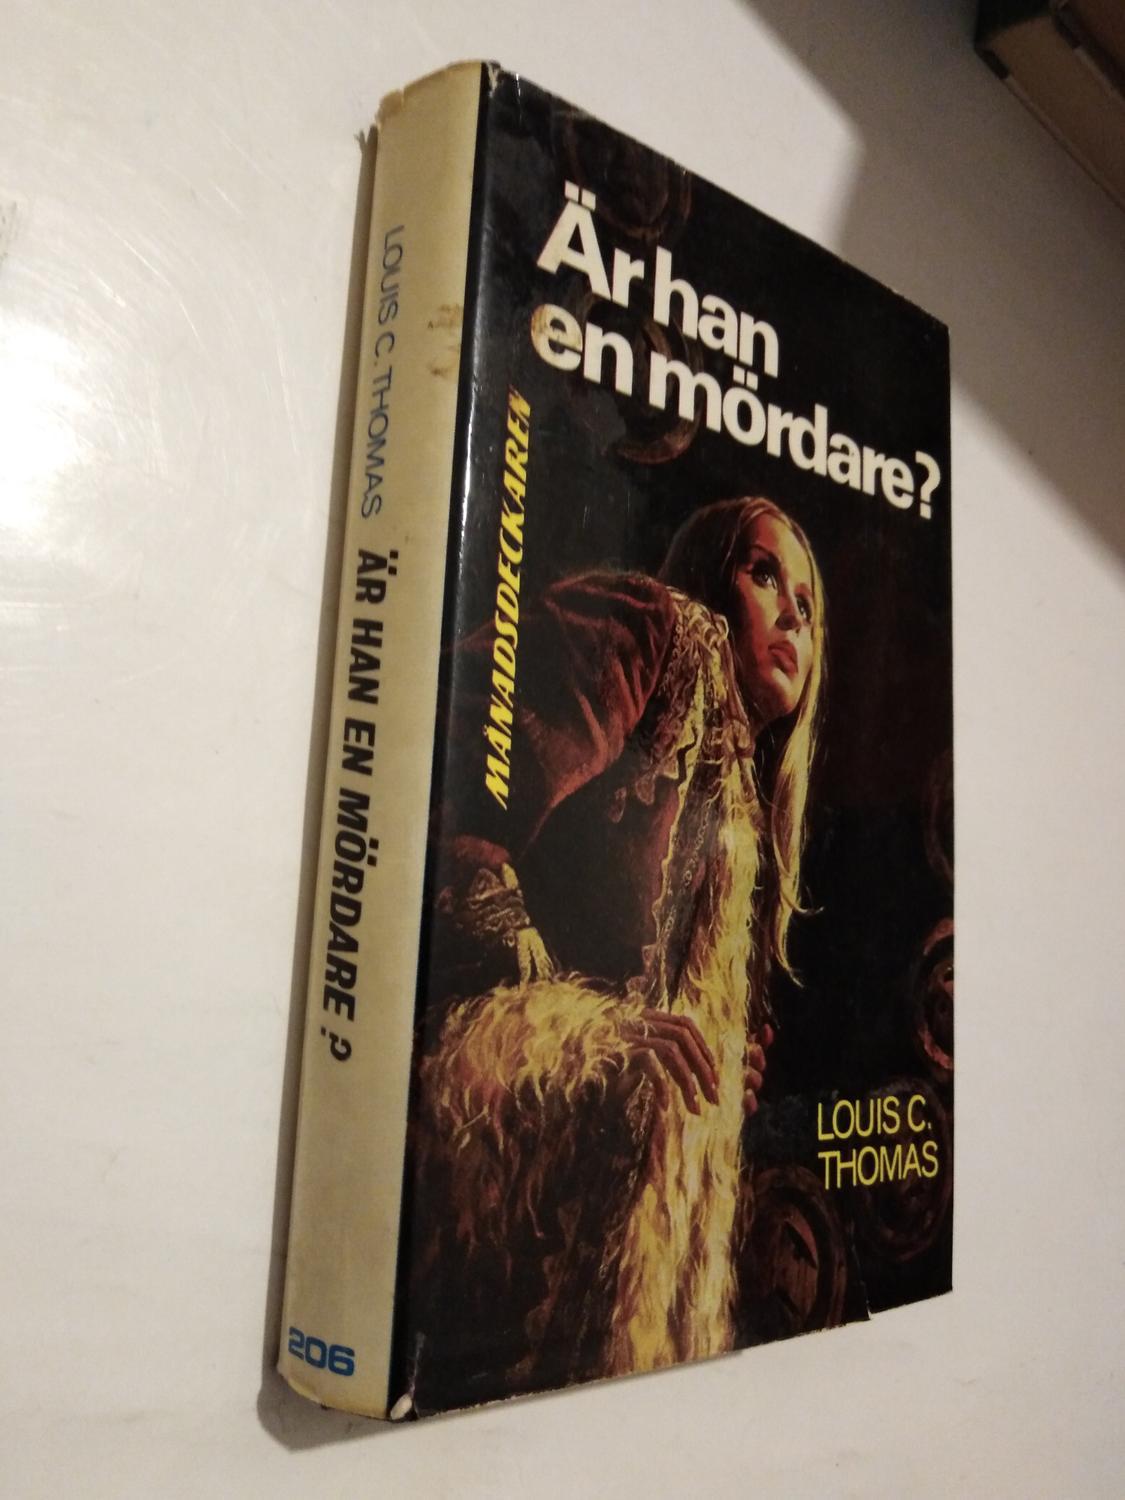 LOUIS C. THOMAS ÄR HAN EN MÖRDARE?
206
Är han
en mördare?
MÅNADSDECKAREN
LOUIS C.
THOMAS